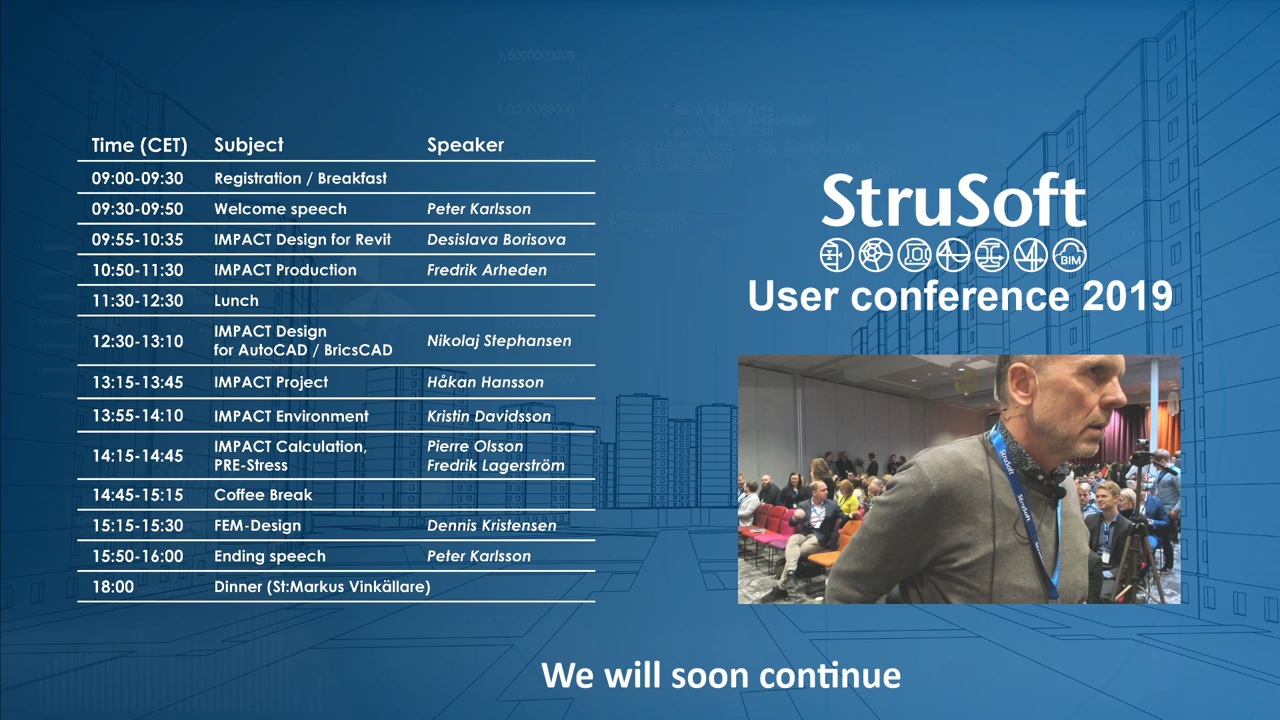 Time (CET) Subject Speaker
09:00-09:30 Registration / Breakfast
09:30-09:50 Welcome speech Peter Karlsson
09:55-10:35 IMPACT Design for Revit Desislava Borisova
10:50-11:30 IMPACT Production Fredrik Arheden
11:30-12:30 Lunch
12:30-13:10 IMPACT Design
for AutoCAD / BricsCAD Nikolaj Stephansen
13:15-13:45 IMPACT Project Håkan Hansson
13:55-14:10 IMPACT Environment Kristin Davidsson
14:15-14:45 IMPACT Calculation, Pierre Olsson
PRE-Stress Fredrik Lagerström
14:45-15:15 Coffee Break
15:15-15:30 FEM-Design Dennis Kristensen
15:50-16:00 Ending speech Peter Karlsson
18:00 Dinner (St:Markus Vinkällare)
StruSoft
BIM
User conference 2019
StruSoft
StruSoft
We will soon continue
1,5000000000
1,0000000000